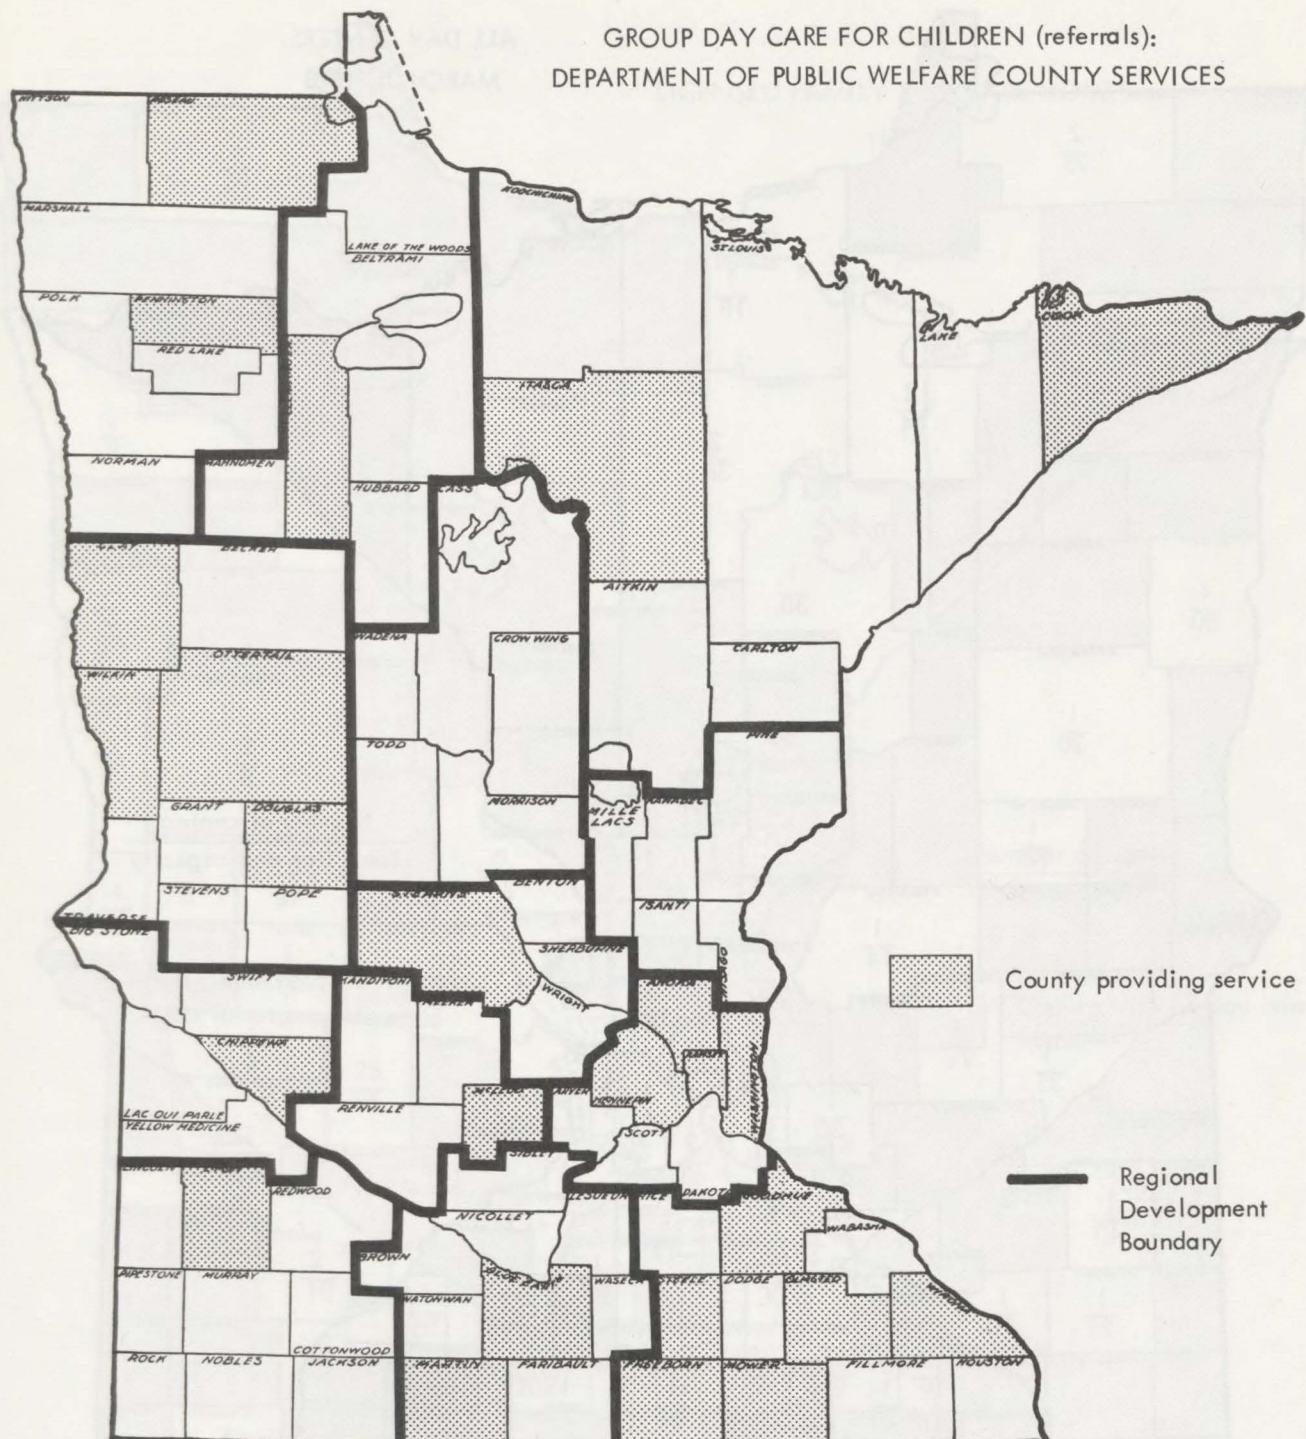 GROUP DAY CARE FOR CHILDREN (referrals):
DEPARTMENT OF PUBLIC WELFARE COUNTY SERVICES
KITTSON
ROSEAU
MARSHALL
KOOCHICHING
LAKE OF THE WOODS
BELTRAMI
ST. LOUIS
POLK
PENNINGTON
RED LAKE
LAKE
COOK
ITASCA
NORMAN
MAHNOMEN
HUBBARD
CASS
CLAY
BECKER
AITKIN
WADENA
CROW WING
CARLTON
OTTERTAIL
WILKIN
TODD
PINE
GRANT
DOUGLAS
MORRISON
MILLE
LACS
KANABEC
STEVENS
POPE
STEARNS
BENTON
ISANTI
TRAVERSE
BIG STONE
SHERBURNE
CHISAGO
SWIFT
KANDIYOHI
MEEKER
WRIGHT
ANOKA
County providing service
CHIPPEWA
WASHINGTON
LAC QUI PARLE
YELLOW MEDICINE
RENVILLE
McLEOD
CARVER
HENNEPIN
SCOTT
LINCOLN
REDWOOD
SIBLEY
LESUEUR
RICE
DAKOTA
GOODHUE
Regional
Development
Boundary
NICOLLET
WABASHA
BROWN
PIPESTONE
MURRAY
WATONWAN
BLUE EARTH
WASECA
STEELE
DODGE
OLMSTED
COTTONWOOD
ROCK
NOBLES
JACKSON
MARTIN
FARIBAULT
FREEBORN
MOWER
FILLMORE
HOUSTON